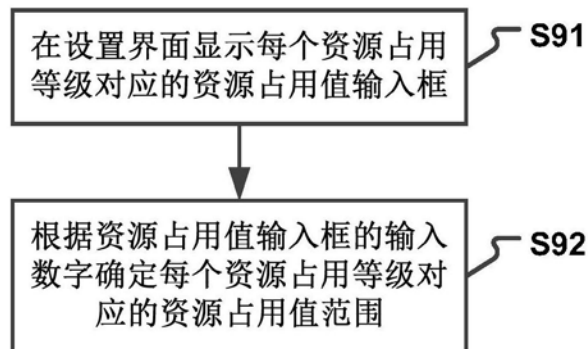 在设置界面显示每个资源占用
等级对应的资源占用值输入框
S91
根据资源占用值输入框的输入
数字确定每个资源占用等级对
应的资源占用值范围
S92